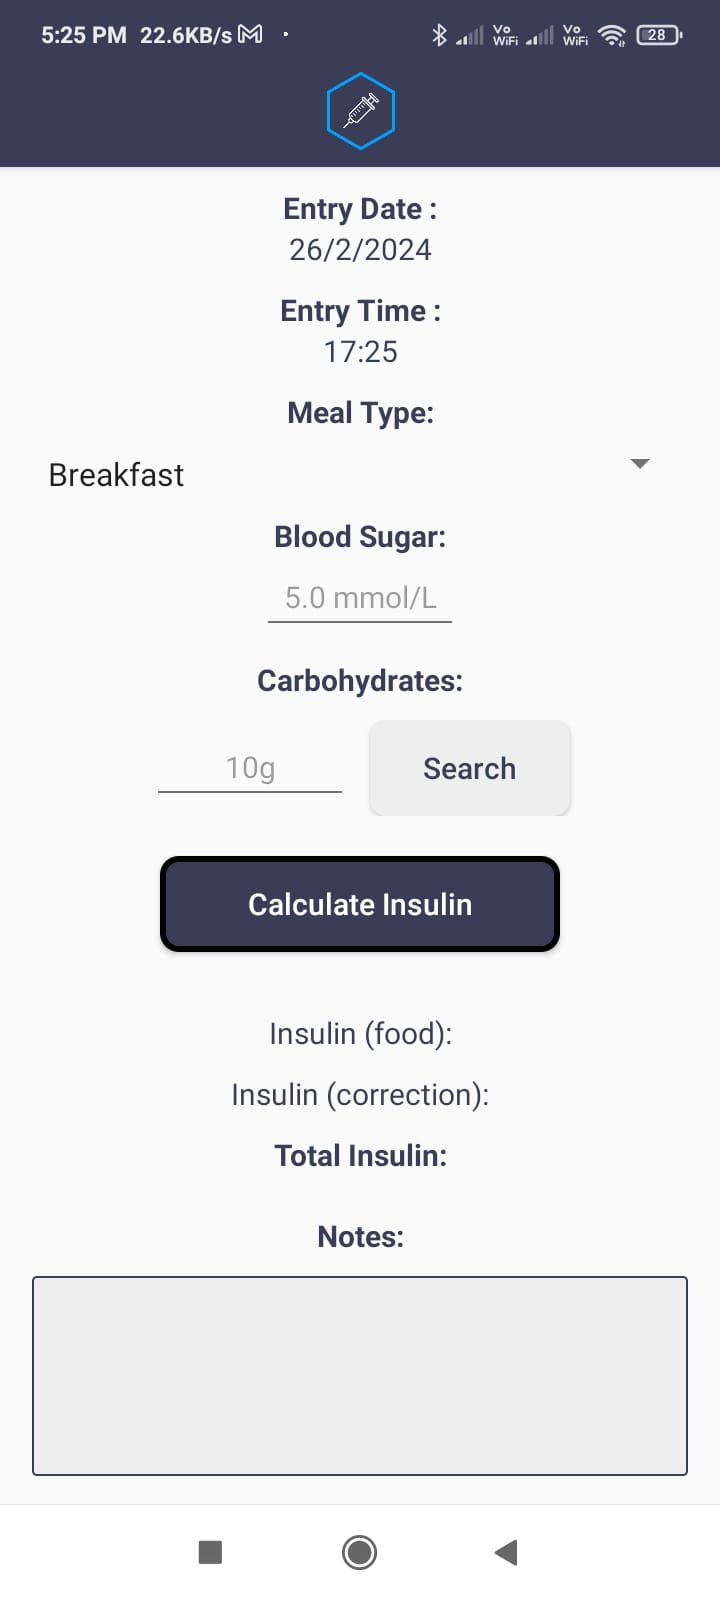 5:25 PM 22.6KB/s Vo WiFi Vo WiFi 28
Entry Date :
26/2/2024
Entry Time :
17:25
Meal Type:
Breakfast
Blood Sugar:
5.0 mmol/L
Carbohydrates:
10g Search
Calculate Insulin
Insulin (food):
Insulin (correction):
Total Insulin:
Notes: